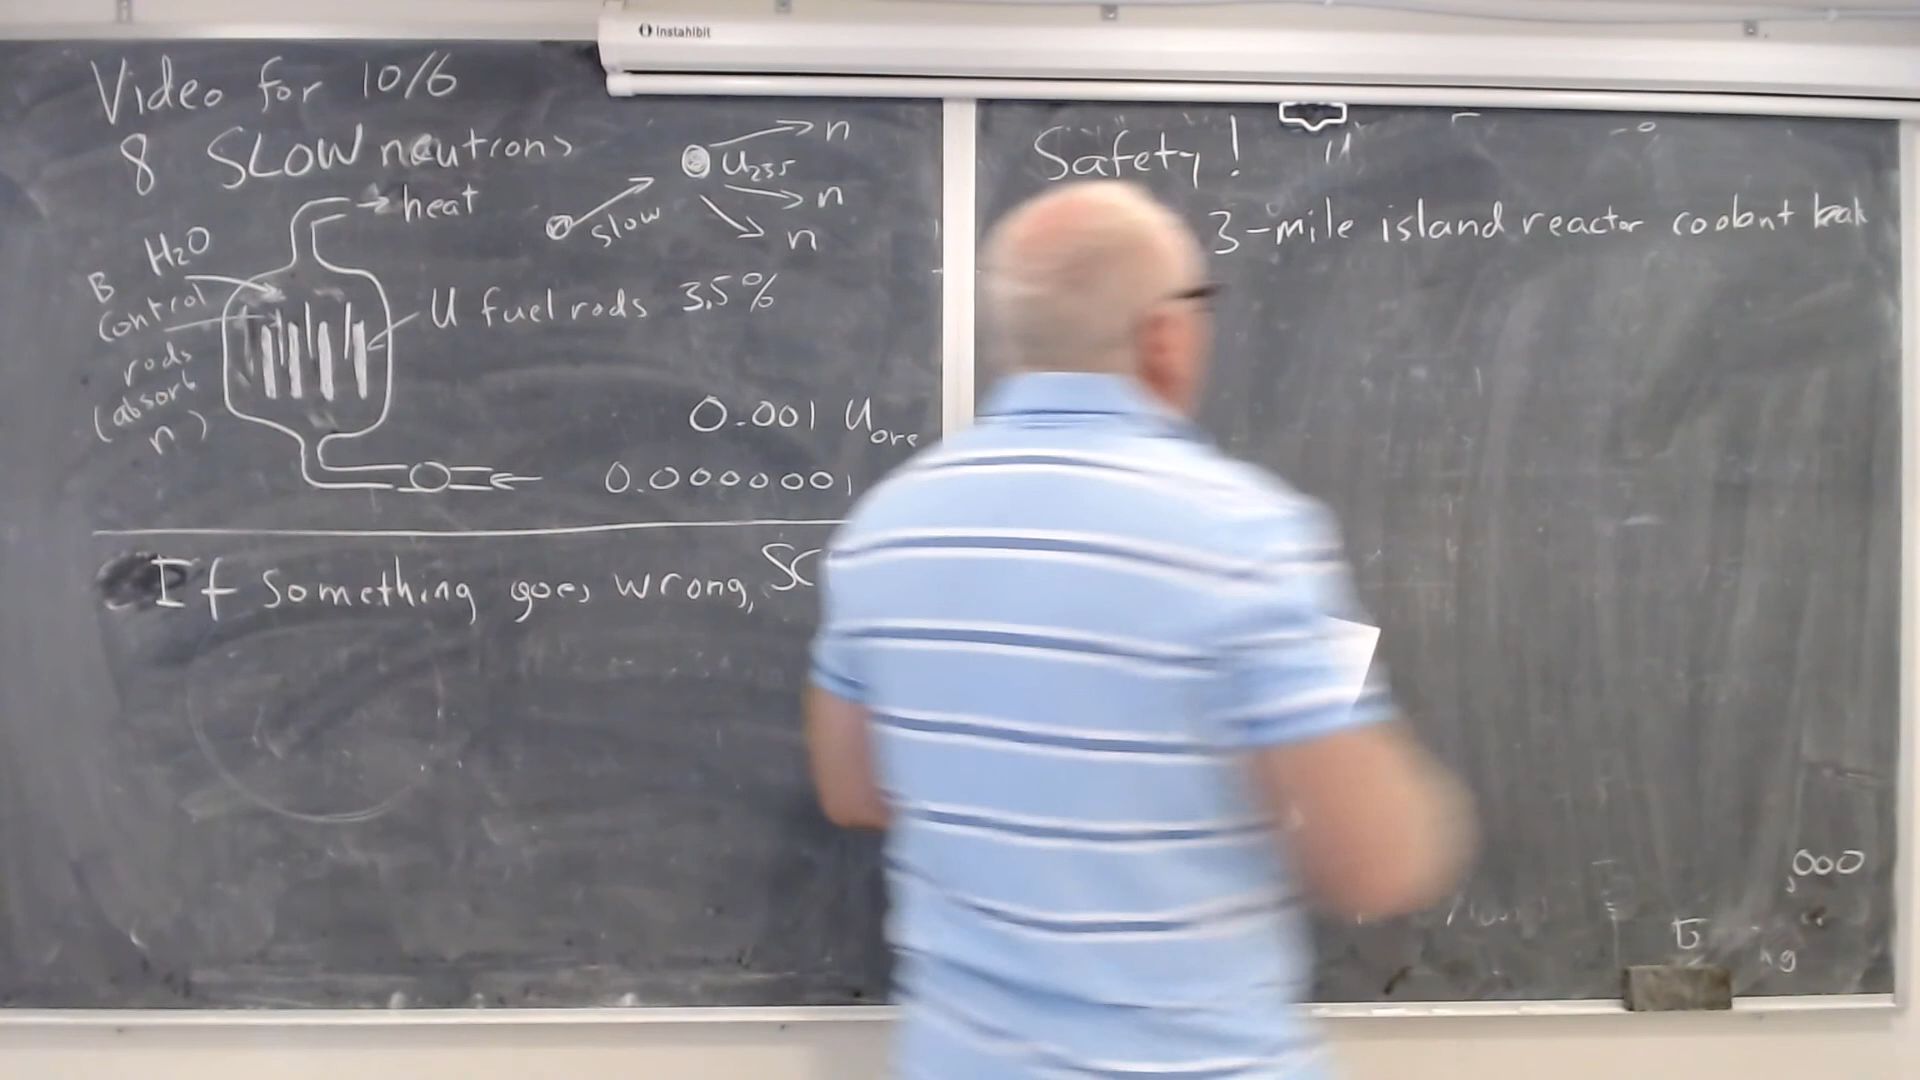 instahibit
Video for 10/6
8 SLOW neutrons
n
U235
n
n
slow
heat
H2O
B
control
rods
(absorb
n)
U fuel rods 3.5%
0.001 Uore
0.0000001
If something goes wrong,
Safety!
3-mile island reactor coolant leak
,000